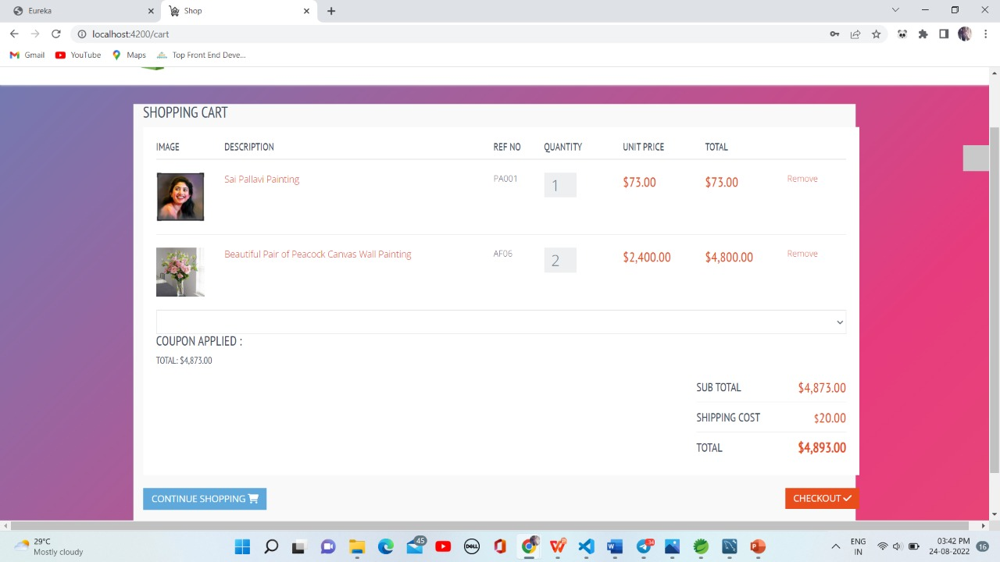 Eureka
Shop
localhost:4200/cart
Gmail
YouTube
Maps
Top Front End Deve...
SHOPPING CART
IMAGE DESCRIPTION REF NO QUANTITY UNIT PRICE TOTAL
Sai Pallavi Painting PA001 1 $73.00 $73.00 Remove
Beautiful Pair of Peacock Canvas Wall Painting AF06 2 $2,400.00 $4,800.00 Remove
COUPON APPLIED :
TOTAL: $4,873.00
SUB TOTAL $4,873.00
SHIPPING COST $20.00
TOTAL $4,893.00
CONTINUE SHOPPING
CHECKOUT
29°C
Mostly cloudy
45
DELL
34
ENG
IN
03:42 PM
24-08-2022
16